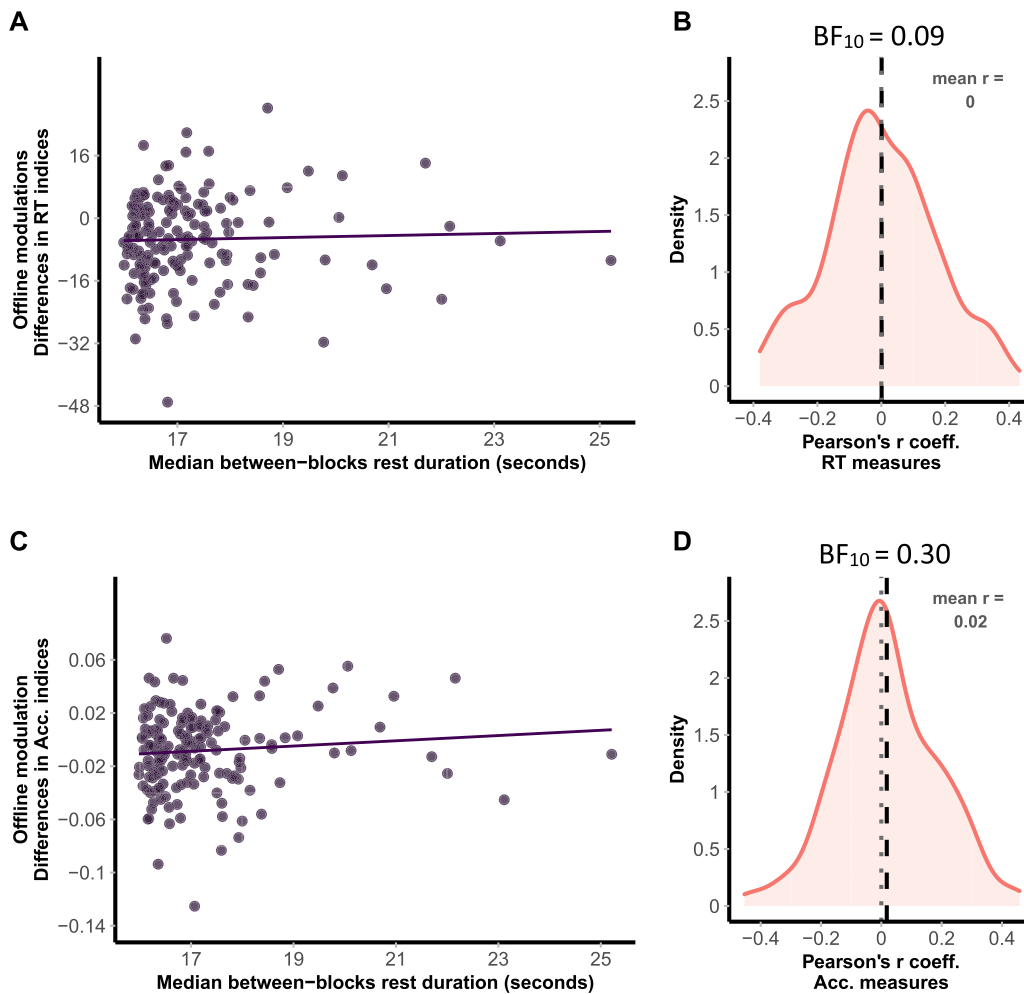 A
Offline modulations
Differences in RT indices
16
0
−16
−32
−48
17
19
21
23
25
Median between−blocks rest duration (seconds)
B
BF₁₀ = 0.09
mean r =
0
Density
2.5
2
1.5
1
0.5
0
−0.4
−0.2
0
0.2
0.4
Pearson's r coeff.
RT measures
C
Offline modulation
Differences in Acc. indices
0.06
0.02
−0.02
−0.06
−0.1
−0.14
17
19
21
23
25
Median between−blocks rest duration (seconds)
D
BF₁₀ = 0.30
mean r =
0.02
Density
2.5
2
1.5
1
0.5
0
−0.4
−0.2
0
0.2
0.4
Pearson's r coeff.
Acc. measures